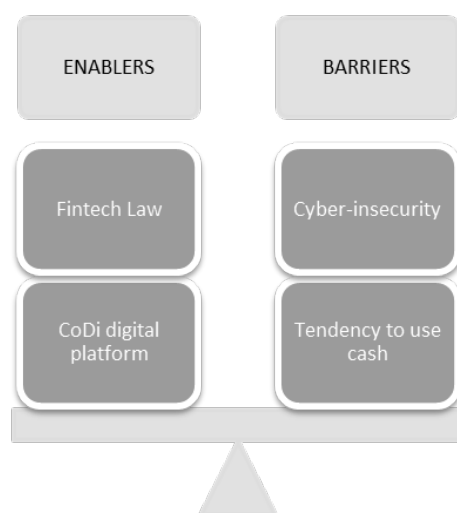 ENABLERS
BARRIERS
Fintech Law
Cyber-insecurity
CoDi digital
platform
Tendency to use
cash